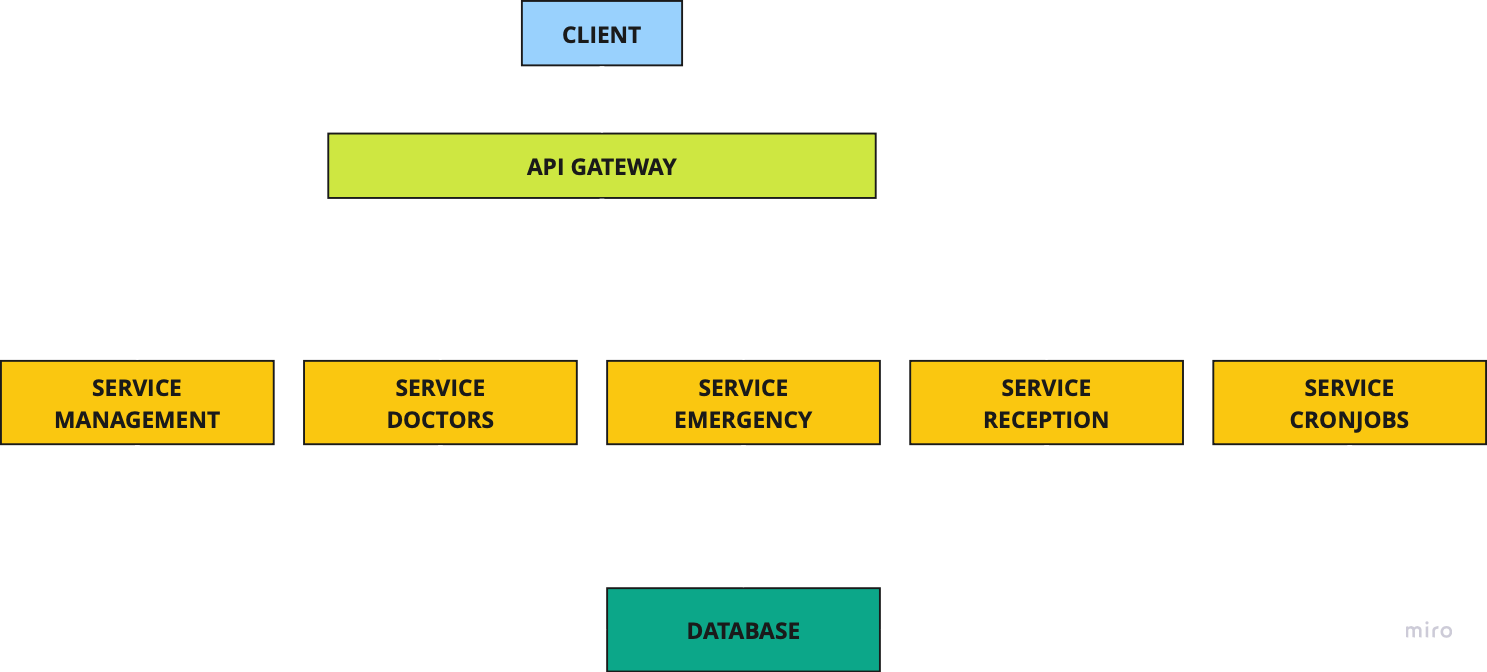 CLIENT
API GATEWAY
SERVICE
MANAGEMENT
SERVICE
DOCTORS
SERVICE
EMERGENCY
SERVICE
RECEPTION
SERVICE
CRONJOBS
DATABASE
miro